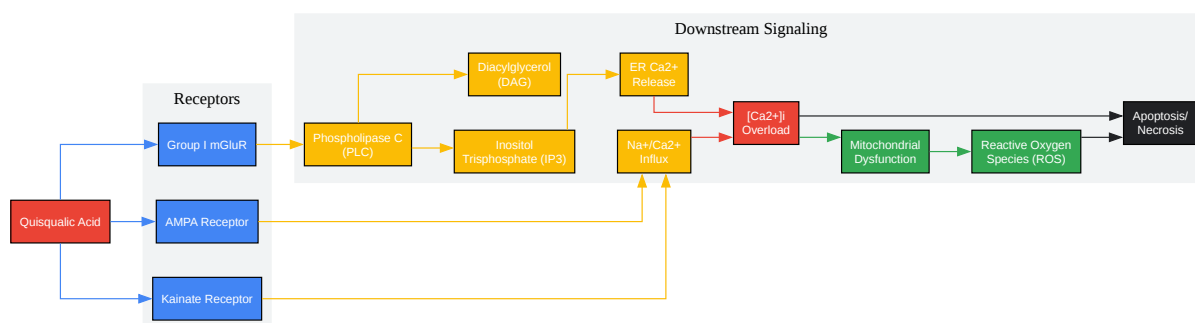 Downstream Signaling
Receptors
Quisqualic Acid
Group I mGluR
AMPA Receptor
Kainate Receptor
Phospholipase C
(PLC)
Diacylglycerol
(DAG)
Inositol
Trisphosphate (IP3)
ER Ca2+
Release
Na+/Ca2+
Influx
[Ca2+]i
Overload
Mitochondrial
Dysfunction
Reactive Oxygen
Species (ROS)
Apoptosis/
Necrosis